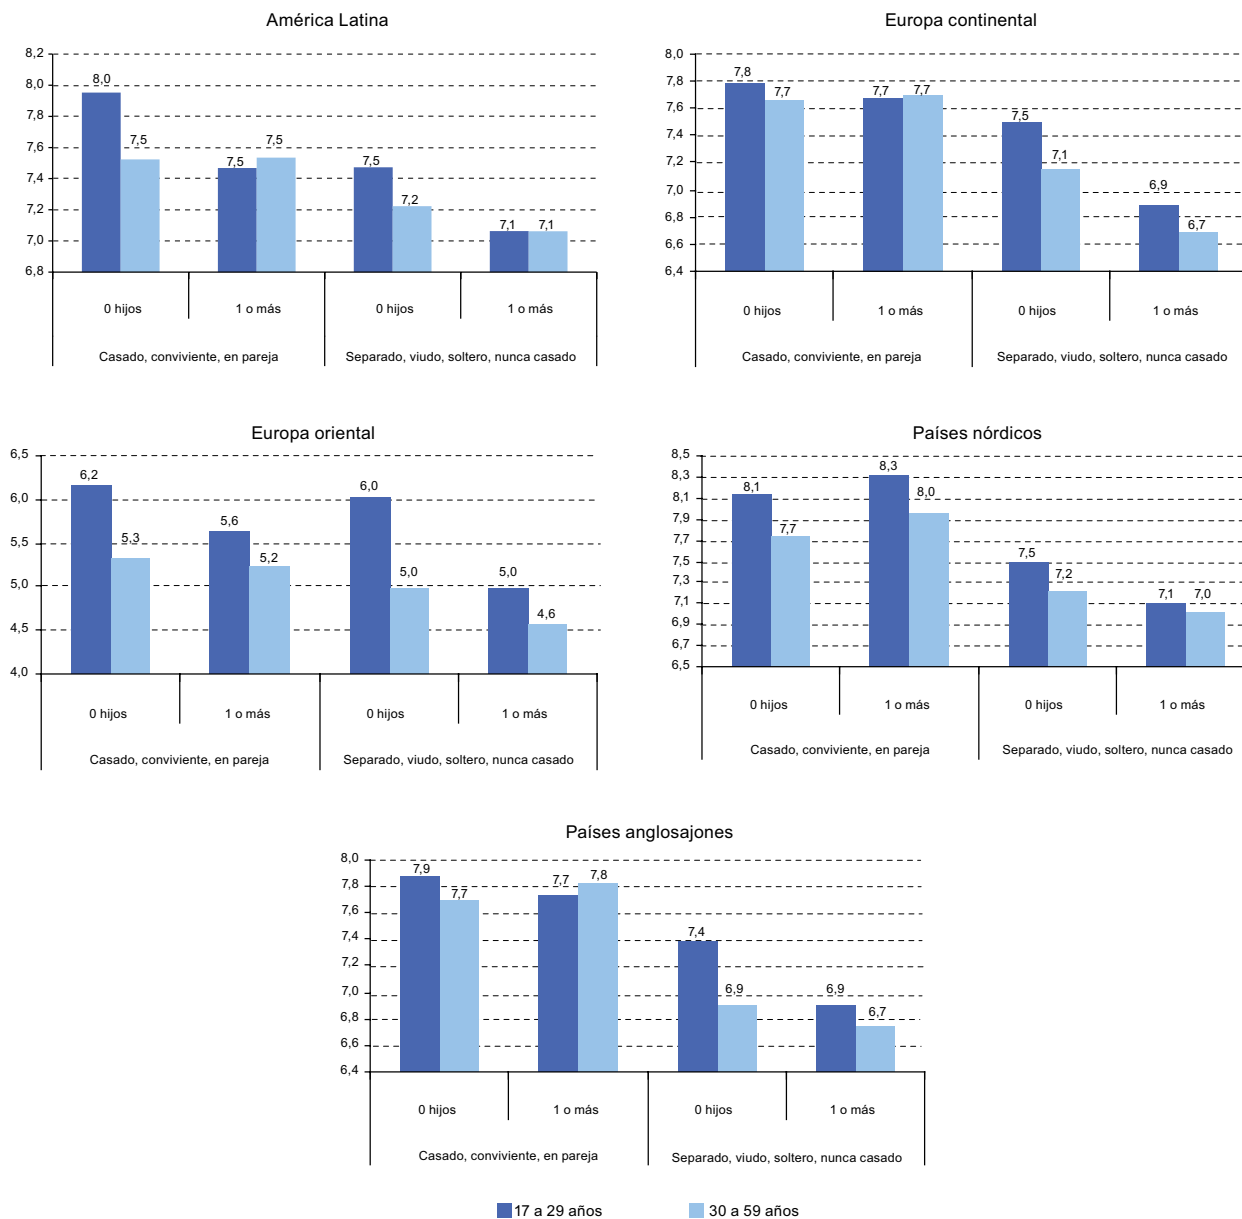 América Latina
8,2
8,0
7,8
7,6
7,4
7,2
7,0
6,8
8,0
7,5
7,5
7,5
7,5
7,2
7,1
7,1
0 hijos
1 o más
0 hijos
1 o más
Casado, conviviente, en pareja
Separado, viudo, soltero, nunca casado
Europa continental
8,0
7,8
7,6
7,4
7,2
7,0
6,8
6,6
6,4
7,8
7,7
7,7
7,7
7,5
7,1
6,9
6,7
0 hijos
1 o más
0 hijos
1 o más
Casado, conviviente, en pareja
Separado, viudo, soltero, nunca casado
Europa oriental
6,5
6,0
5,5
5,0
4,5
4,0
6,2
5,3
5,6
5,2
6,0
5,0
5,0
4,6
0 hijos
1 o más
0 hijos
1 o más
Casado, conviviente, en pareja
Separado, viudo, soltero, nunca casado
Países nórdicos
8,5
8,3
8,1
7,9
7,7
7,5
7,3
7,1
6,9
6,7
6,5
8,1
7,7
8,3
8,0
7,5
7,2
7,1
7,0
0 hijos
1 o más
0 hijos
1 o más
Casado, conviviente, en pareja
Separado, viudo, soltero, nunca casado
Países anglosajones
8,0
7,8
7,6
7,4
7,2
7,0
6,8
6,6
6,4
7,9
7,7
7,7
7,8
7,4
6,9
6,9
6,7
0 hijos
1 o más
0 hijos
1 o más
Casado, conviviente, en pareja
Separado, viudo, soltero, nunca casado
17 a 29 años
30 a 59 años